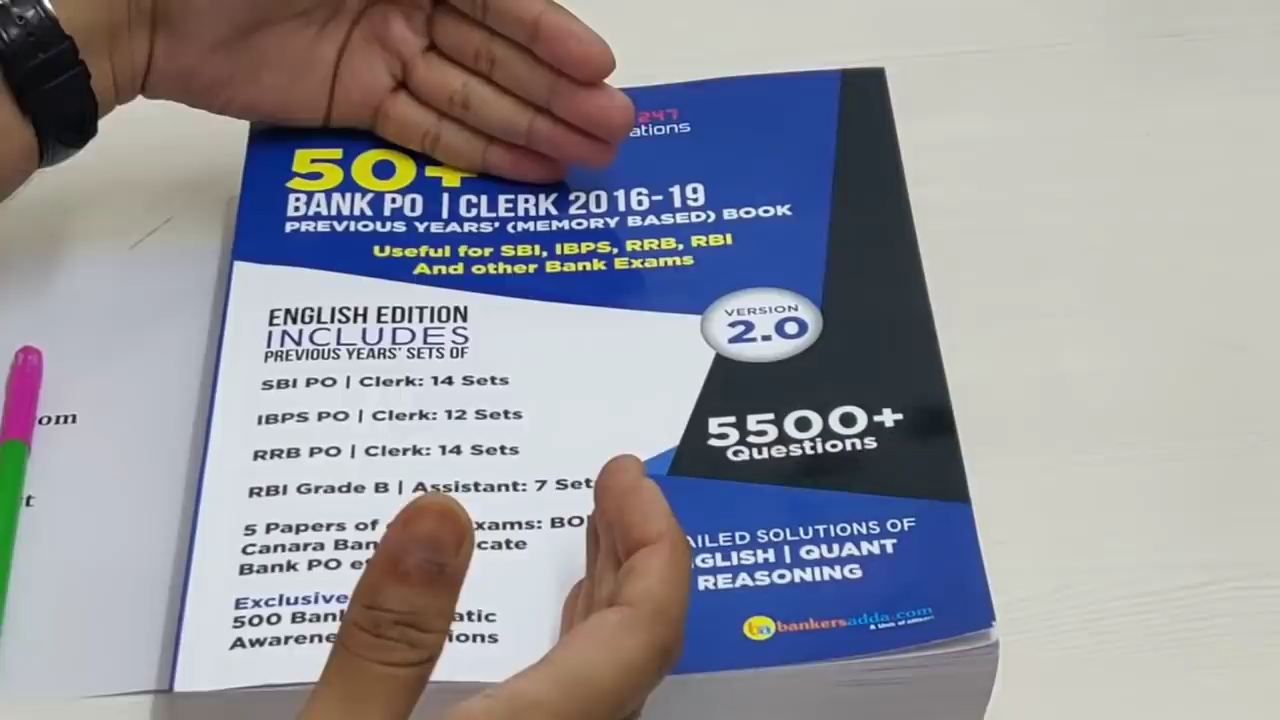 247
ations
50+
BANK PO | CLERK 2016-19
PREVIOUS YEARS' (MEMORY BASED) BOOK
Useful for SBI, IBPS, RRB, RBI
And other Bank Exams
ENGLISH EDITION
INCLUDES
PREVIOUS YEARS' SETS OF
SBI PO | Clerk: 14 Sets
IBPS PO | Clerk: 12 Sets
RRB PO | Clerk: 14 Sets
RBI Grade B | Assistant: 7 Set
5 Papers of xams: BO
Canara Ban cate
Bank PO e
Exclusive
500 Ban atic
Awarene ions
VERSION
2.0
5500+
Questions
AILED SOLUTIONS OF
GLISH | QUANT
REASONING
ba bankersadda.com
om
t